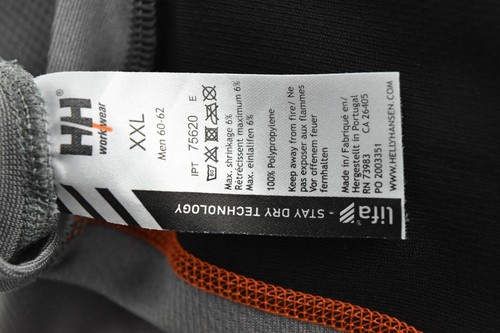 HH
workwear
XXL
Men 60-62
IPT 75620 E
Max. shrinkage 6%
Rétrécissent maximum 6%
Max. einlalifen 6%
100% Polypropylene
Keep away from fire/ Ne
pas exposer aux flammes
Vor offenem feuer
fernhalten
Made in/ Fabriqué en/
Hergestellt in Portugal
RN 73983 CA 26405
PO 2003351
WWW.HELLYHANSEN.COM
lifa - STAY DRY TECHNOLOGY